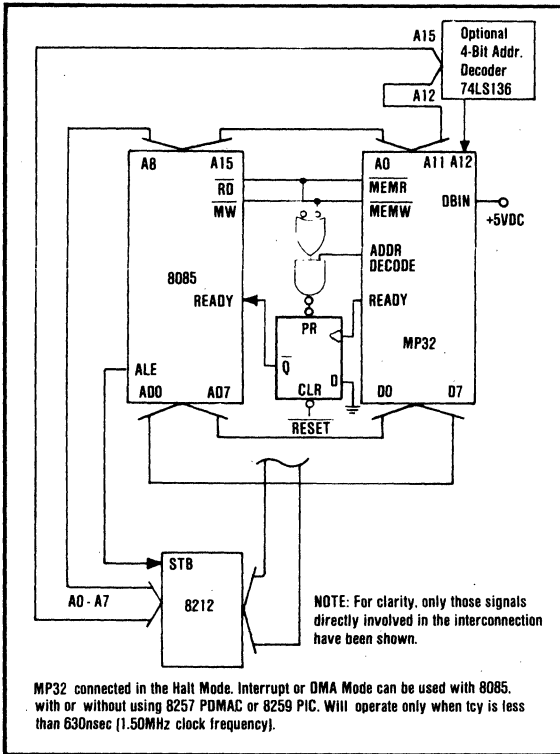 A15
Optional
4-Bit Addr.
Decoder
74LS136
A12
A8 A15 A0 A11 A12
RD MEMR
MW MEMW
DBIN
+5VDC
ADDR
DECODE
8085
READY READY
PR
MP32
Q D
ALE
CLR
AD0 AD7 D0 D7
RESET
STB
A0 - A7
8212
NOTE: For clarity, only those signals
directly involved in the interconnection
have been shown.
MP32 connected in the Halt Mode. Interrupt or DMA Mode can be used with 8085,
with or without using 8257 PDMAC or 8259 PIC. Will operate only when tcy is less
than 630nsec (1.50MHz clock frequency).